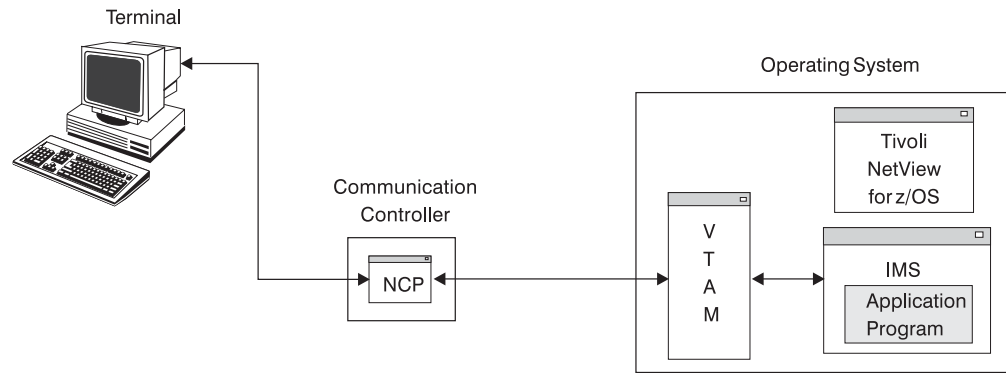 Terminal
Operating System
Tivoli
NetView
for z/OS
Communication
Controller
NCP
V
T
A
M
IMS
Application
Program